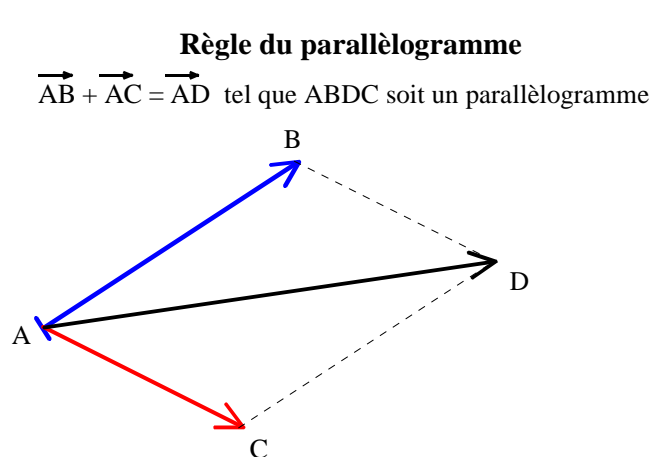 Règle du parallèlogramme
AB + AC = AD tel que ABDC soit un parallèlogramme
B
D
A
C